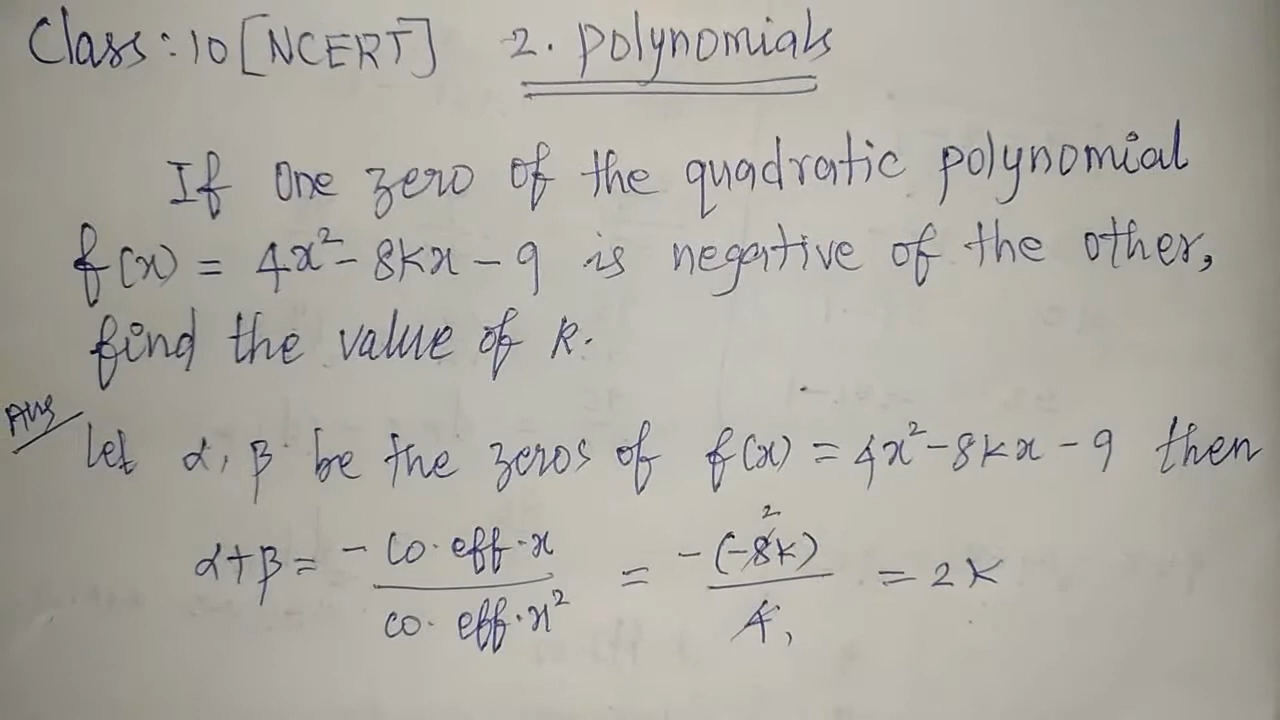 Class: 10 [NCERT] 2. Polynomials
If one zero of the quadratic polynomial
f(x) = 4x² - 8kx - 9 is negative of the other,
find the value of k.
Ans
Let α, β be the zeros of f(x) = 4x² - 8kx - 9 then
α+β = - co.eff.x / co.eff.x² = -(-8k) / 4 = 2k
2
1